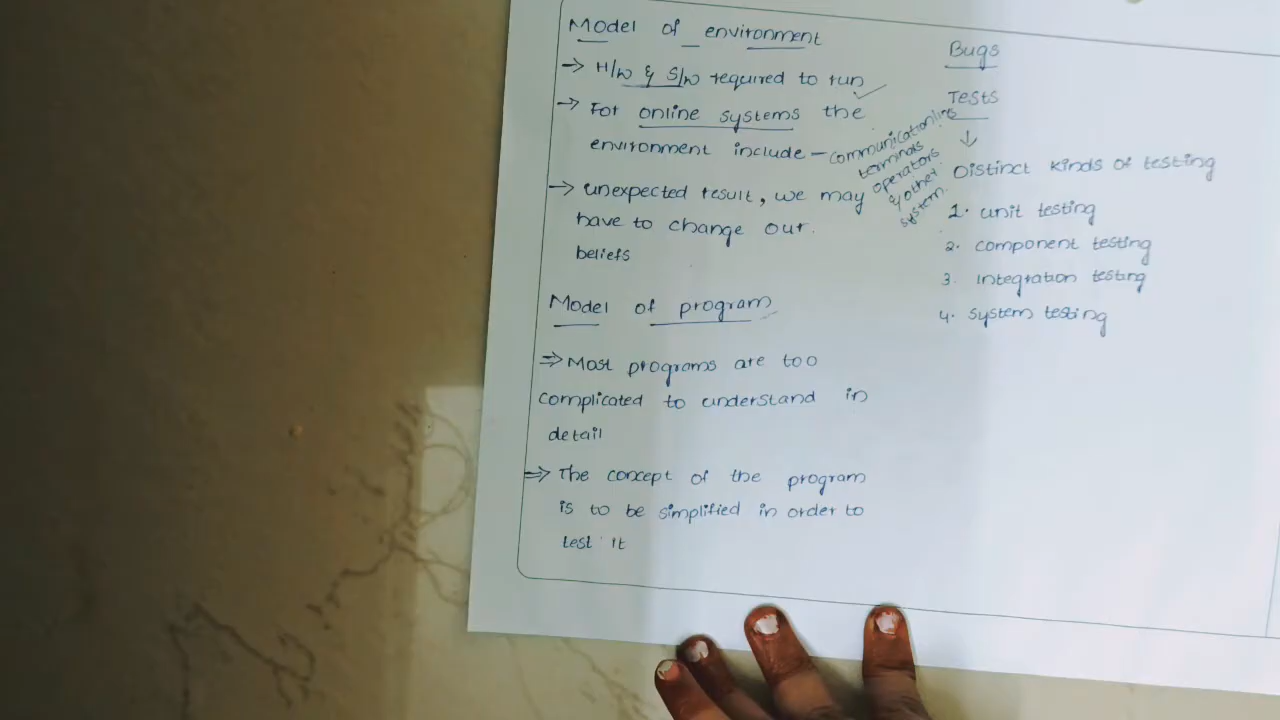 Model of environment
→ H/W & S/W required to run
→ For online systems the
environment include – communication line
terminals
operators
& other
system.
→ unexpected result, we may
have to change our.
beliefs
Model of program
⇒ Most programs are too
complicated to understand in
detail
⇒ The concept of the program
is to be simplified in order to
test it
Bugs
Tests
↓
Distinct kinds of testing
1. unit testing
2. component testing
3. integration testing
4. system testing